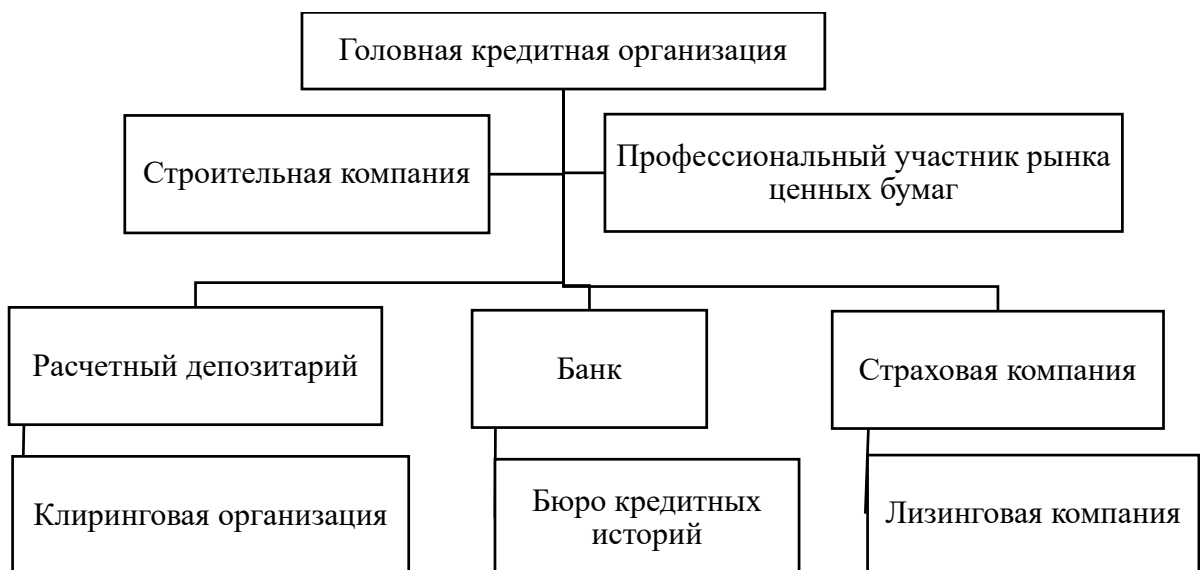 Головная кредитная организация
Строительная компания
Профессиональный участник рынка
ценных бумаг
Расчетный депозитарий
Банк
Страховая компания
Клиринговая организация
Бюро кредитных
историй
Лизинговая компания